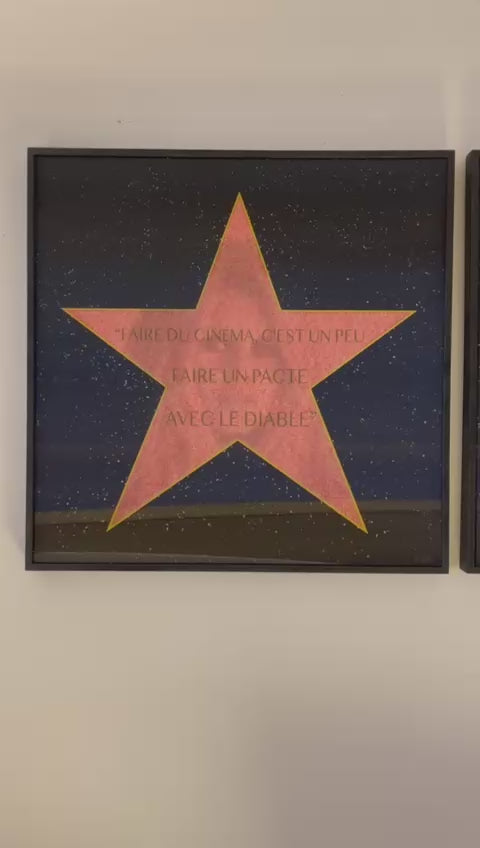 "FAIRE DU CINEMA, C'EST UN PEU
FAIRE UN PACTE
AVEC LE DIABLE"